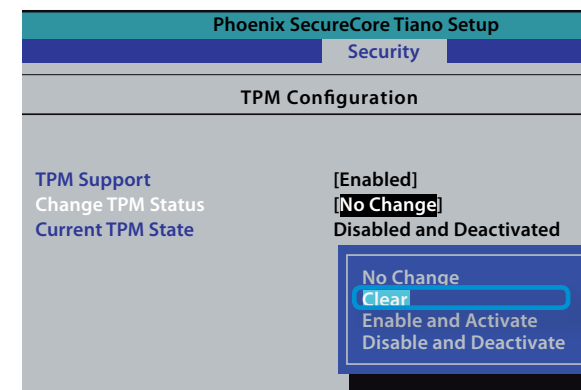 Phoenix SecureCore Tiano Setup
Security
TPM Configuration
TPM Support [Enabled]
Change TPM Status [No Change]
Current TPM State Disabled and Deactivated
No Change
Clear
Enable and Activate
Disable and Deactivate